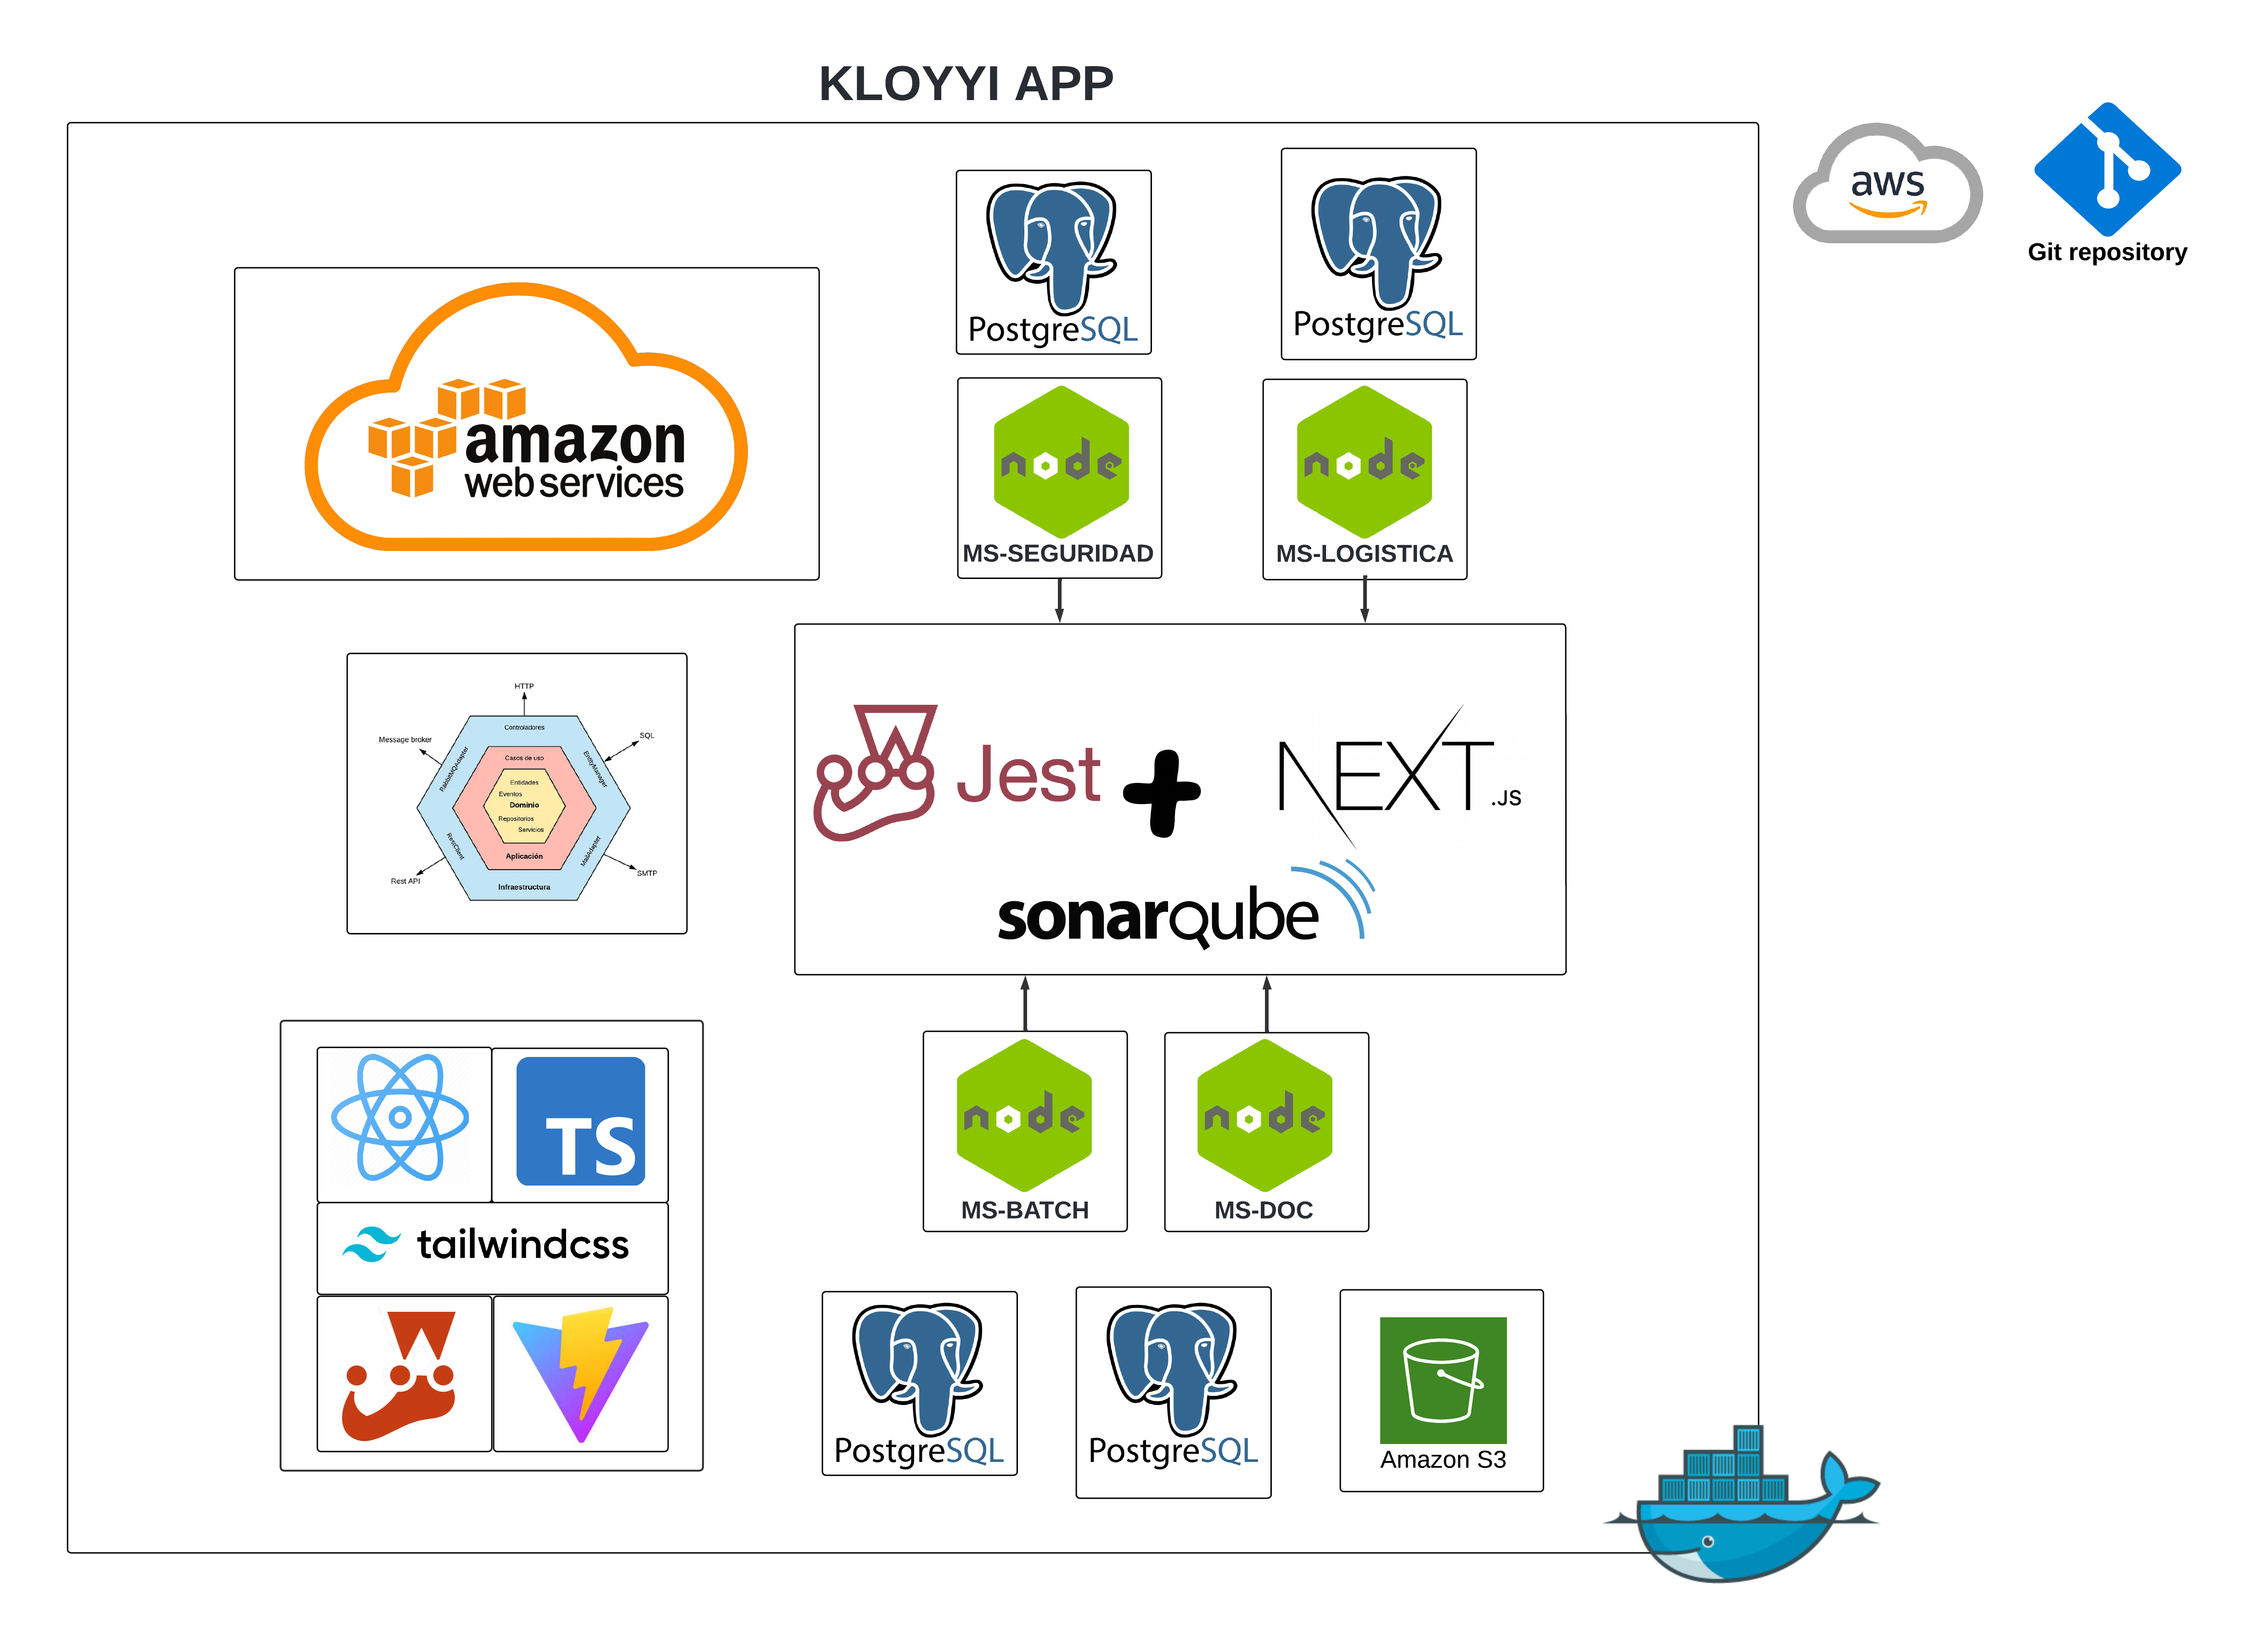 KLOYYI APP
aws
Git repository
PostgreSQL
PostgreSQL
amazon
web services
node
MS-SEGURIDAD
node
MS-LOGISTICA
HTTP
Message broker
SQL
Controladores
RabbitMQAdapter
EntityManager
Casos de uso
Entidades
Eventos
Dominio
Repositorios
Servicios
RestClient
MailAdapter
Aplicación
Rest API
SMTP
Infraestructura
Jest
NEXT.JS
sonarqube
TS
tailwindcss
node
MS-BATCH
node
MS-DOC
PostgreSQL
PostgreSQL
Amazon S3